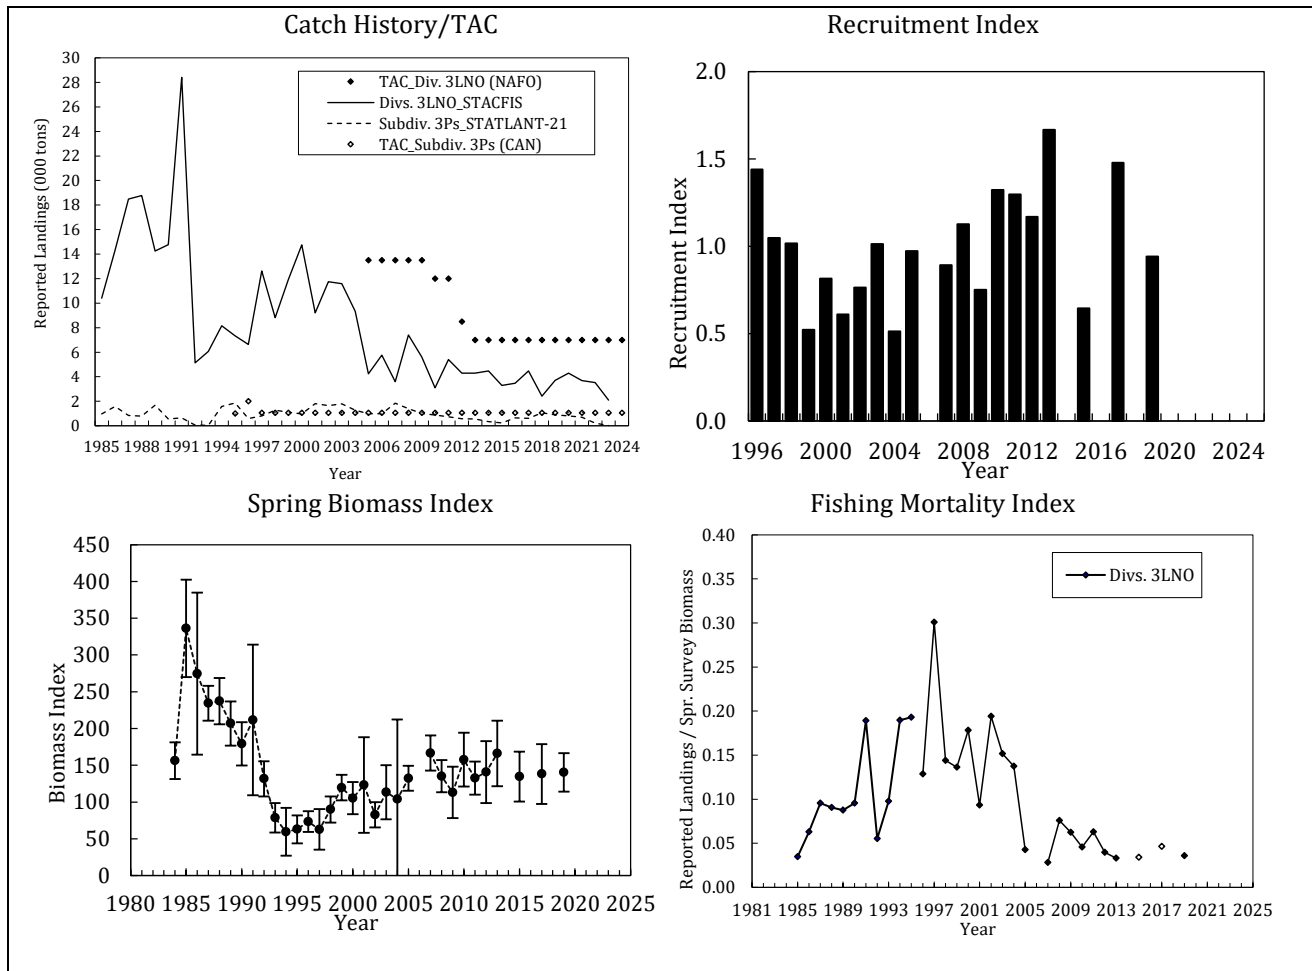 Catch History/TAC
Reported Landings (000 tons)
30
28
26
24
22
20
18
16
14
12
10
8
6
4
2
0
TAC_Div. 3LNO (NAFO)
Divs. 3LNO_STACFIS
Subdiv. 3Ps_STATLANT-21
TAC_Subdiv. 3Ps (CAN)
1985 1988 1991 1994 1997 2000 2003 2006 2009 2012 2015 2018 2021 2024
Year
Recruitment Index
Recruitment Index
2.0
1.5
1.0
0.5
0.0
1996 2000 2004 2008 2012 2016 2020 2024
Year
Spring Biomass Index
Biomass Index
450
400
350
300
250
200
150
100
50
0
1980 1985 1990 1995 2000 2005 2010 2015 2020 2025
Year
Fishing Mortality Index
Reported Landings / Spr. Survey Biomass
0.40
0.35
0.30
0.25
0.20
0.15
0.10
0.05
0.00
Divs. 3LNO
1981 1985 1989 1993 1997 2001 2005 2009 2013 2017 2021 2025
Year